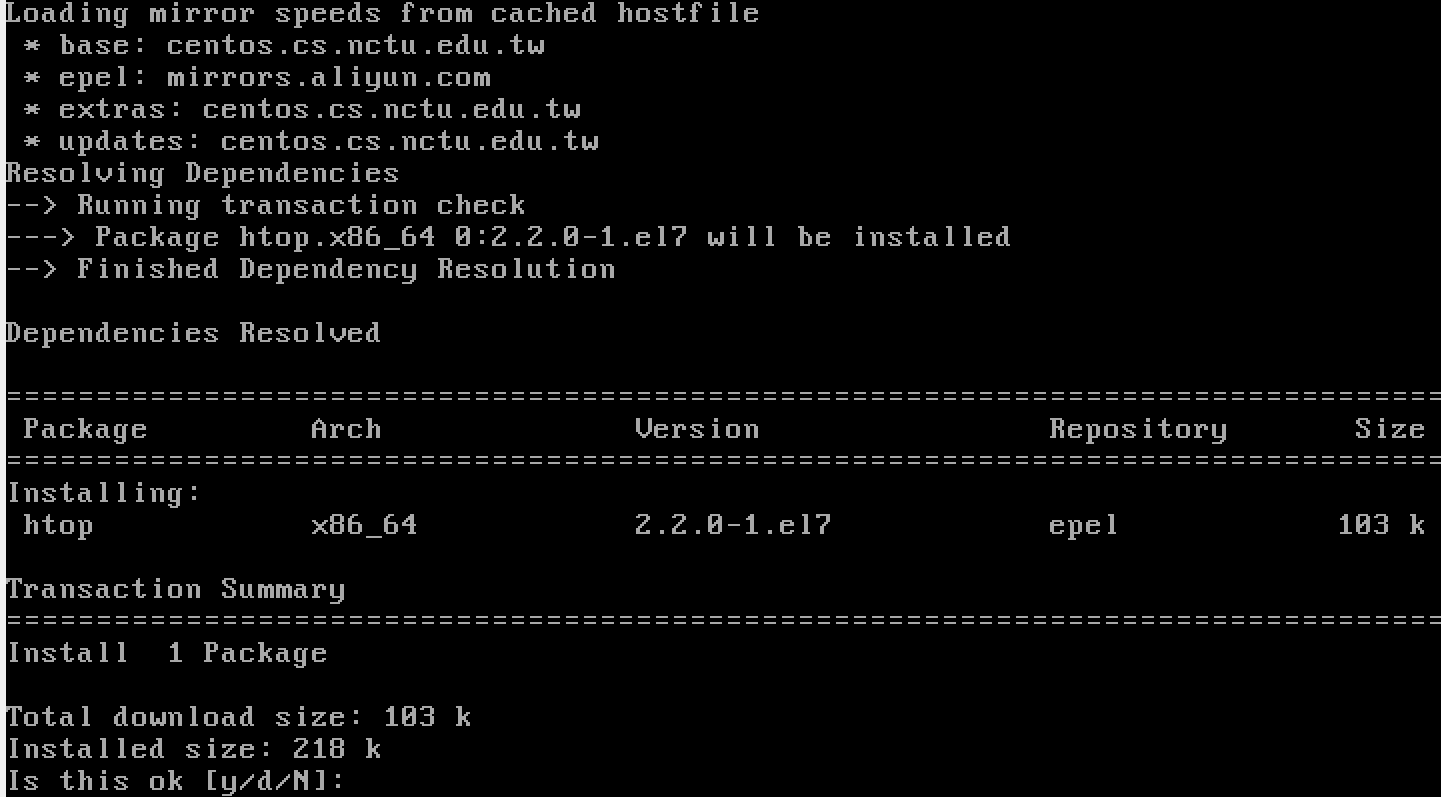 Loading mirror speeds from cached hostfile
 * base: centos.cs.nctu.edu.tw
 * epel: mirrors.aliyun.com
 * extras: centos.cs.nctu.edu.tw
 * updates: centos.cs.nctu.edu.tw
Resolving Dependencies
--> Running transaction check
---> Package htop.x86_64 0:2.2.0-1.el7 will be installed
--> Finished Dependency Resolution

Dependencies Resolved

================================================================================
 Package         Arch              Version                Repository       Size
================================================================================
Installing:
 htop            x86_64            2.2.0-1.el7            epel            103 k

Transaction Summary
================================================================================
Install  1 Package

Total download size: 103 k
Installed size: 218 k
Is this ok [y/d/N]: